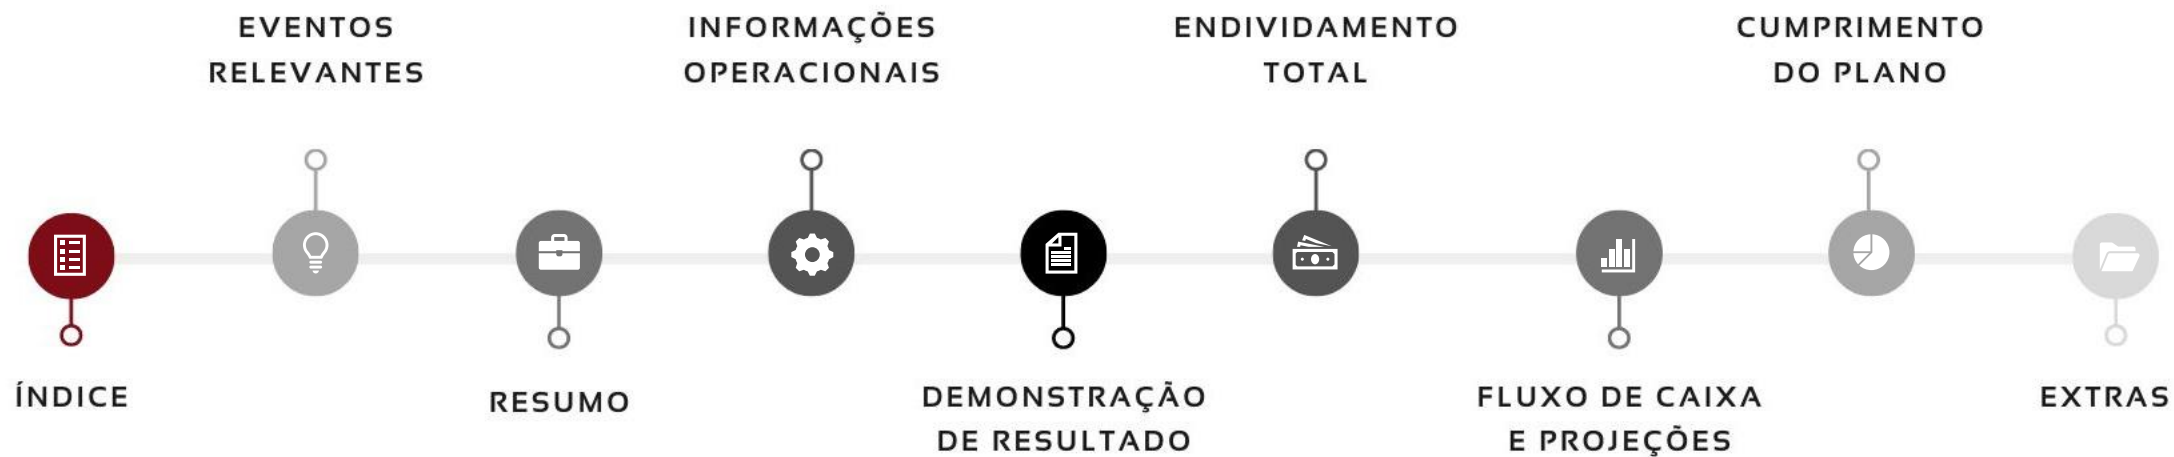 EVENTOS
RELEVANTES
INFORMAÇÕES
OPERACIONAIS
ENDIVIDAMENTO
TOTAL
CUMPRIMENTO
DO PLANO
ÍNDICE
RESUMO
DEMONSTRAÇÃO
DE RESULTADO
FLUXO DE CAIXA
E PROJEÇÕES
EXTRAS